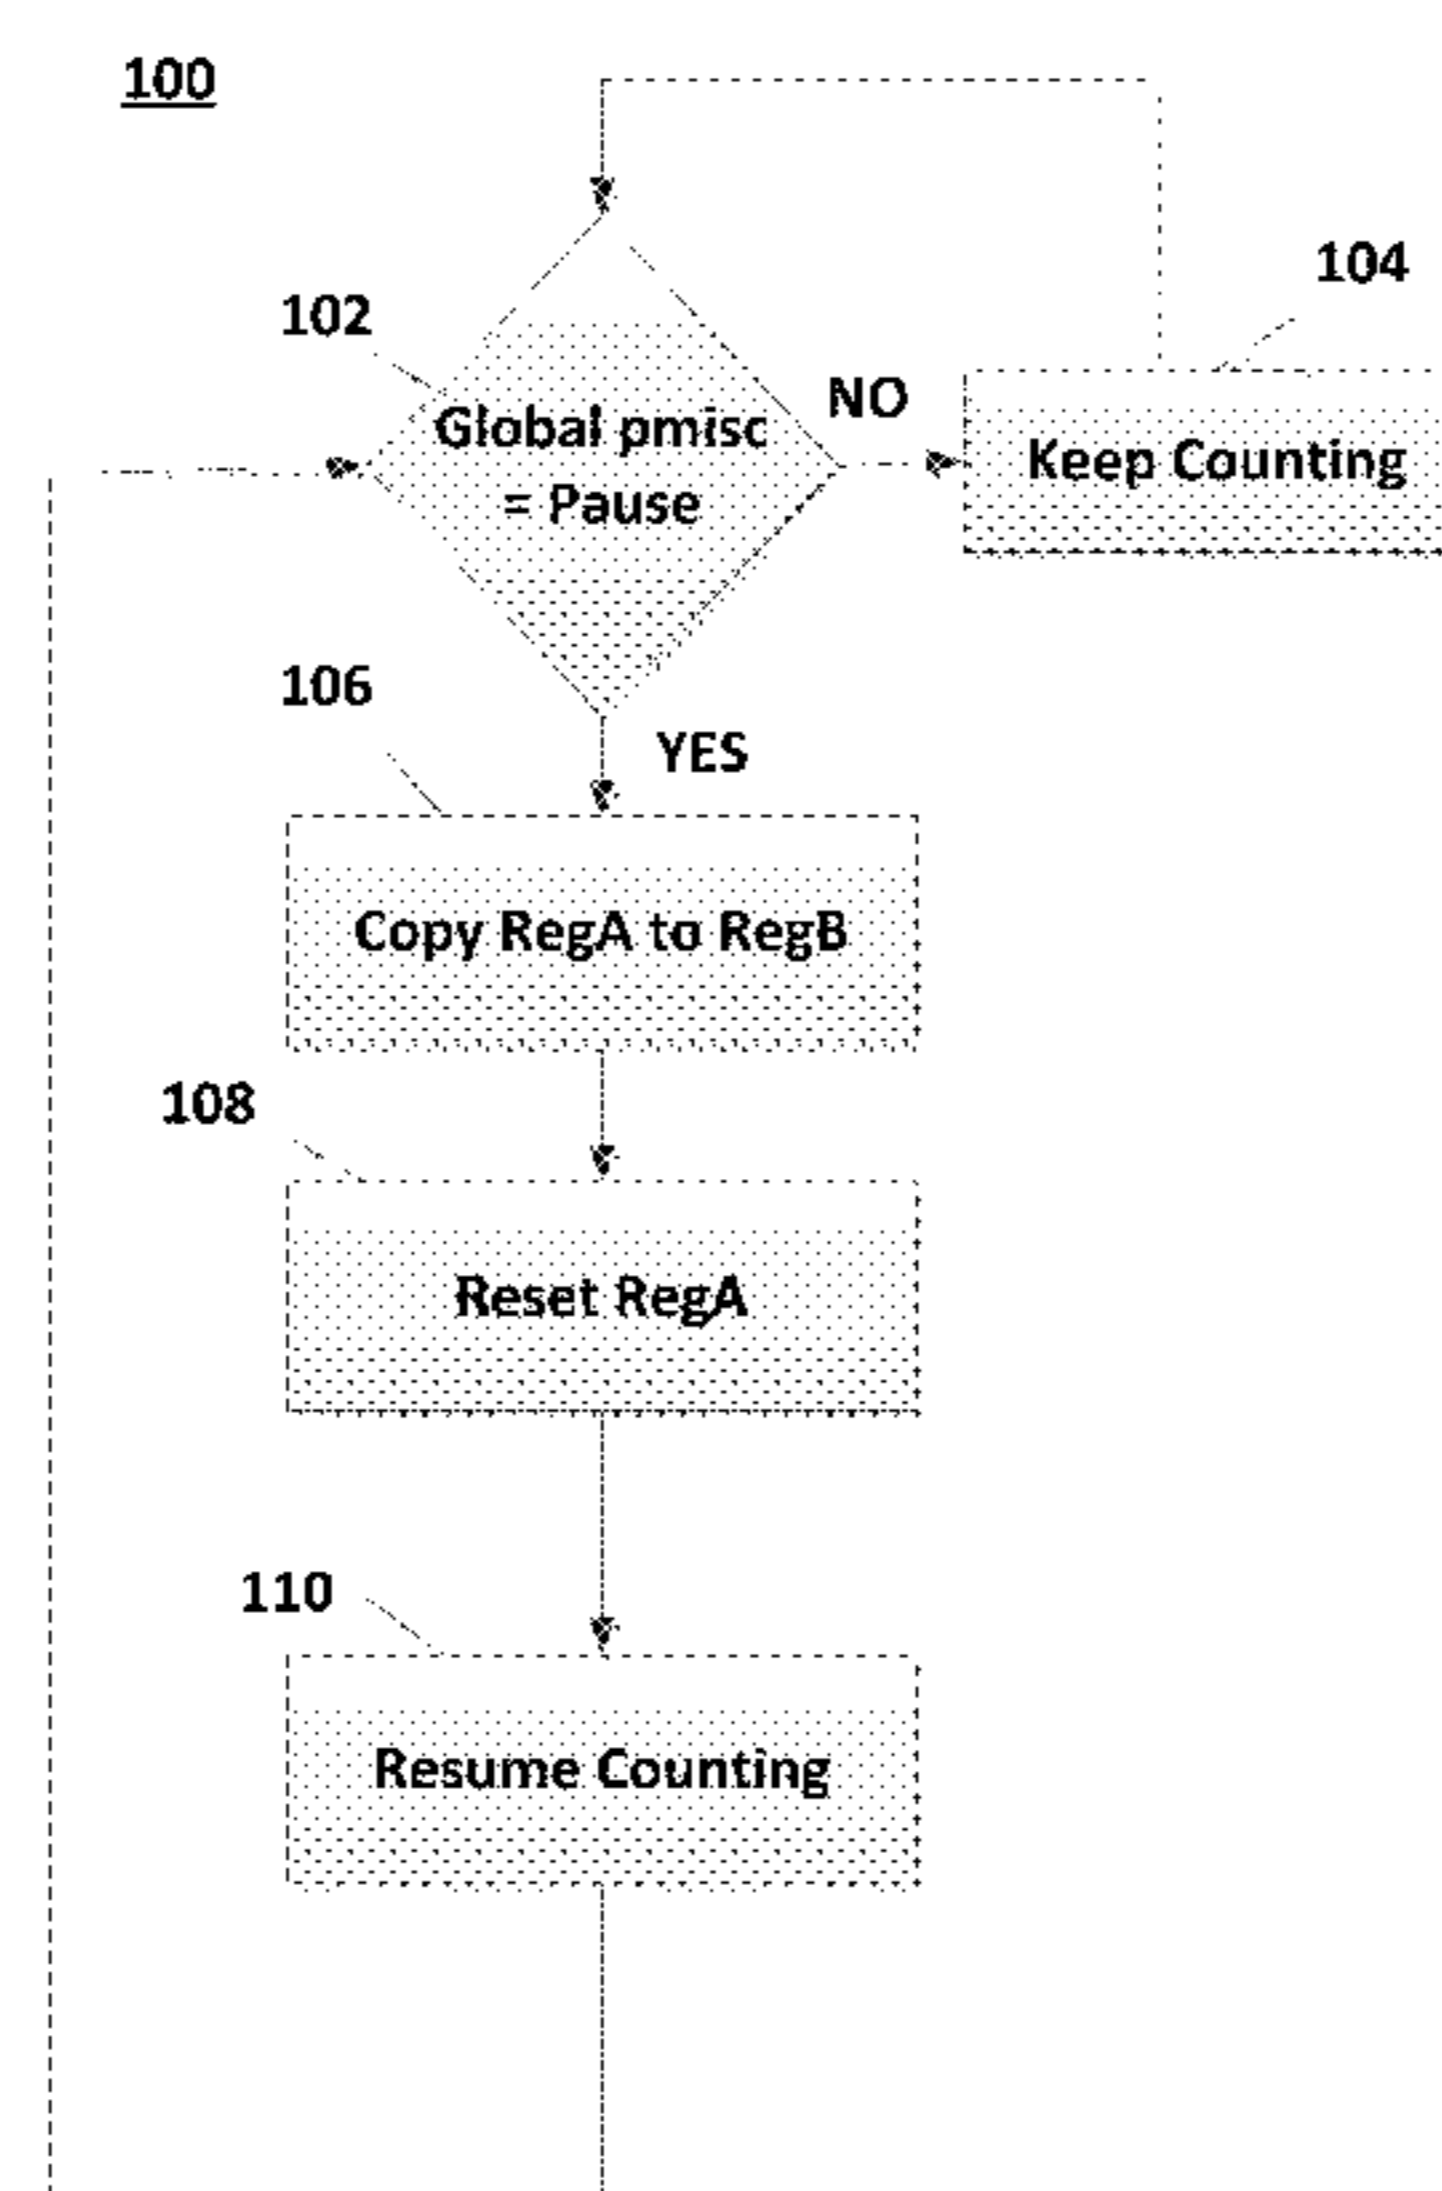 100
104
102
NO
Global pmisc
= Pause
Keep Counting
106
YES
Copy RegA to RegB
108
Reset RegA
110
Resume Counting